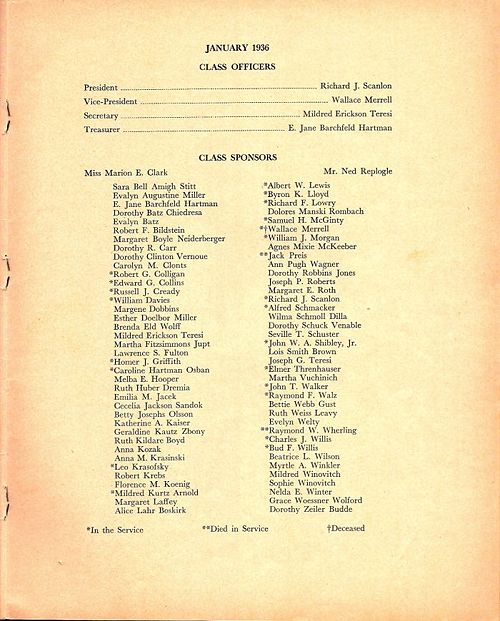 JANUARY 1936
CLASS OFFICERS
President ........ Richard J. Scanlon
Vice-President ........ Wallace Merrell
Secretary ........ Mildred Erickson Teresi
Treasurer ........ E. Jane Barchfeld Hartman
CLASS SPONSORS
Miss Marion E. Clark
Mr. Ned Replogle
Sara Bell Amigh Stitt
Evalyn Augustine Miller
E. Jane Barchfeld Hartman
Dorothy Batz Chiedresa
Evalyn Batz
Robert F. Bildstein
Margaret Boyle Neiderberger
Dorothy R. Carr
Dorothy Clinton Vernoue
Carolyn M. Clonts
*Robert G. Colligan
*Edward G. Collins
*Russell J. Cready
*William Davies
Margene Dobbins
Esther Doelbor Miller
Brenda Eld Wolff
Mildred Erickson Teresi
Martha Fitzsimmons Jupt
Lawrence S. Fulton
*Homer J. Griffith
*Caroline Hartman Osban
Melba E. Hooper
Ruth Huber Dremia
Emilia M. Jacek
Cecelia Jackson Sandok
Betty Josephs Olsson
Katherine A. Kaiser
Geraldine Kautz Zbony
Ruth Kildare Boyd
Anna Kozak
Anna M. Krasinski
*Leo Krasofsky
Robert Krebs
Florence M. Koenig
*Mildred Kurtz Arnold
Margaret Laffey
Alice Lahr Boskirk
*Albert W. Lewis
*Byron K. Lloyd
*Richard F. Lowry
Dolores Manski Rombach
*Samuel H. McGinty
*†Wallace Merrell
*William J. Morgan
Agnes Mixie McKeeber
**Jack Preis
Ann Pugh Wagner
Dorothy Robbins Jones
Joseph P. Roberts
Margaret E. Roth
*Richard J. Scanlon
*Alfred Schmacker
Wilma Schmoll Dilla
Dorothy Schuck Venable
Seville T. Schuster
*John W. A. Shibley, Jr.
Lois Smith Brown
Joseph G. Teresi
*Elmer Threnhauser
Martha Vuchinich
*John T. Walker
*Raymond F. Walz
Bettie Webb Gust
Ruth Weiss Leavy
Evelyn Welty
**Raymond W. Wherling
*Charles J. Willis
*Bud F. Willis
Beatrice L. Wilson
Myrtle A. Winkler
Mildred Winovitch
Sophie Winovitch
Nelda E. Winter
Grace Woessner Wolford
Dorothy Zeiler Budde
*In the Service
**Died in Service
†Deceased